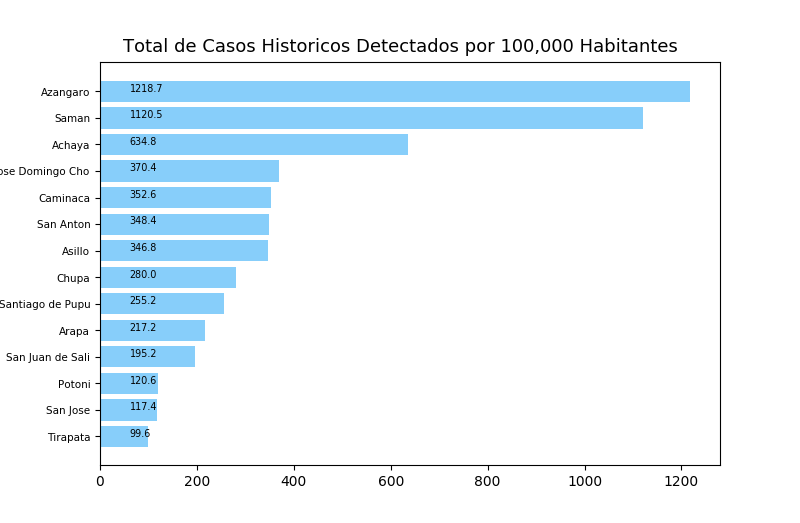 Total de Casos Historicos Detectados por 100,000 Habitantes
Azangaro 1218.7
Saman 1120.5
Achaya 634.8
ose Domingo Cho 370.4
Caminaca 352.6
San Anton 348.4
Asillo 346.8
Chupa 280.0
Santiago de Pupu 255.2
Arapa 217.2
San Juan de Sali 195.2
Potoni 120.6
San Jose 117.4
Tirapata 99.6
0 200 400 600 800 1000 1200